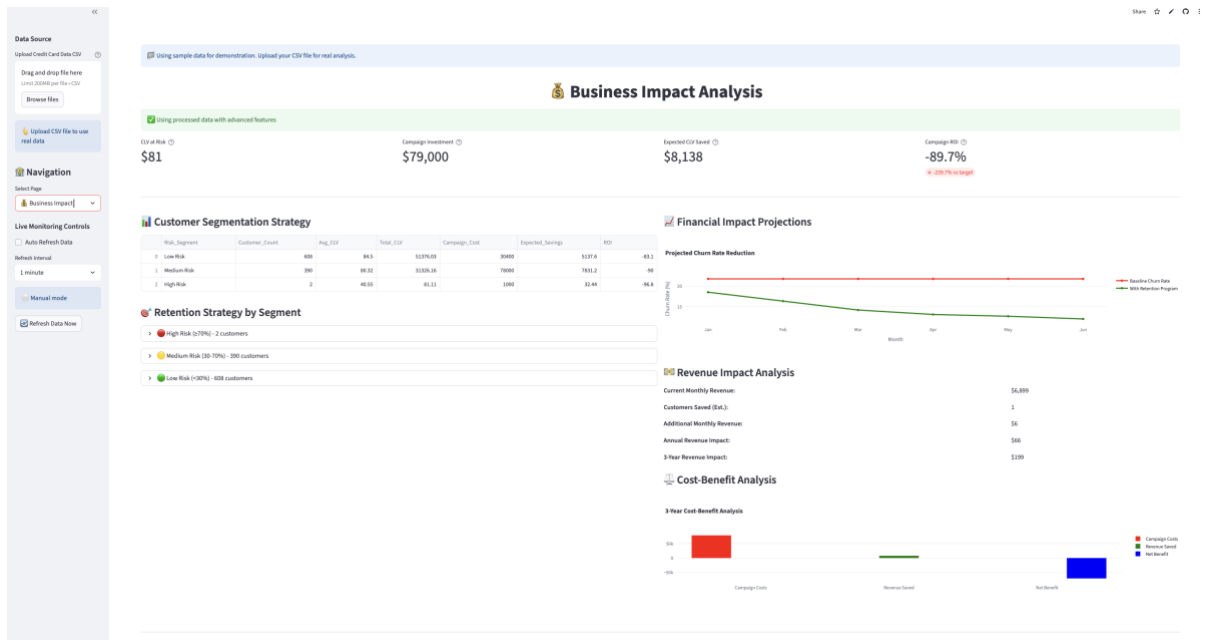 Share
Data Source
Upload Credit Card Data CSV
Drag and drop file here
Limit 200MB per file • CSV
Browse files
Upload CSV file to use
real data
Navigation
Select Page
Business Impact
Live Monitoring Controls
Auto Refresh Data
Refresh Interval
1 minute
Manual mode
Refresh Data Now
Using sample data for demonstration. Upload your CSV file for real analysis.
Business Impact Analysis
Using processed data with advanced features
CLV at Risk
$81
Campaign Investment
$79,000
Expected CLV Saved
$8,138
Campaign ROI
-89.7%
Customer Segmentation Strategy
Risk_Segment Customer_Count Avg_CLV Total_CLV Campaign_Cost Expected_Savings ROI
0 Low Risk 608 84.5 51376.03 30400 5137.6 -83.1
1 Medium Risk 390 80.32 31326.16 78000 7831.2 -90
2 High Risk 2 40.55 81.11 1000 32.44 -96.8
Retention Strategy by Segment
High Risk (≥70%) - 2 customers
Medium Risk (30-70%) - 390 customers
Low Risk (<30%) - 608 customers
Financial Impact Projections
Projected Churn Rate Reduction
Churn Rate (%)
20
10
Jan Feb Mar Apr May Jun
Month
Baseline Churn Rate
With Retention Program
Revenue Impact Analysis
Current Monthly Revenue: $6,899
Customers Saved (Est.): 1
Additional Monthly Revenue: $6
Annual Revenue Impact: $66
3-Year Revenue Impact: $199
Cost-Benefit Analysis
3-Year Cost-Benefit Analysis
50k
0
-50k
Campaign Costs Revenue Saved Net Benefit
Campaign Costs
Revenue Saved
Net Benefit